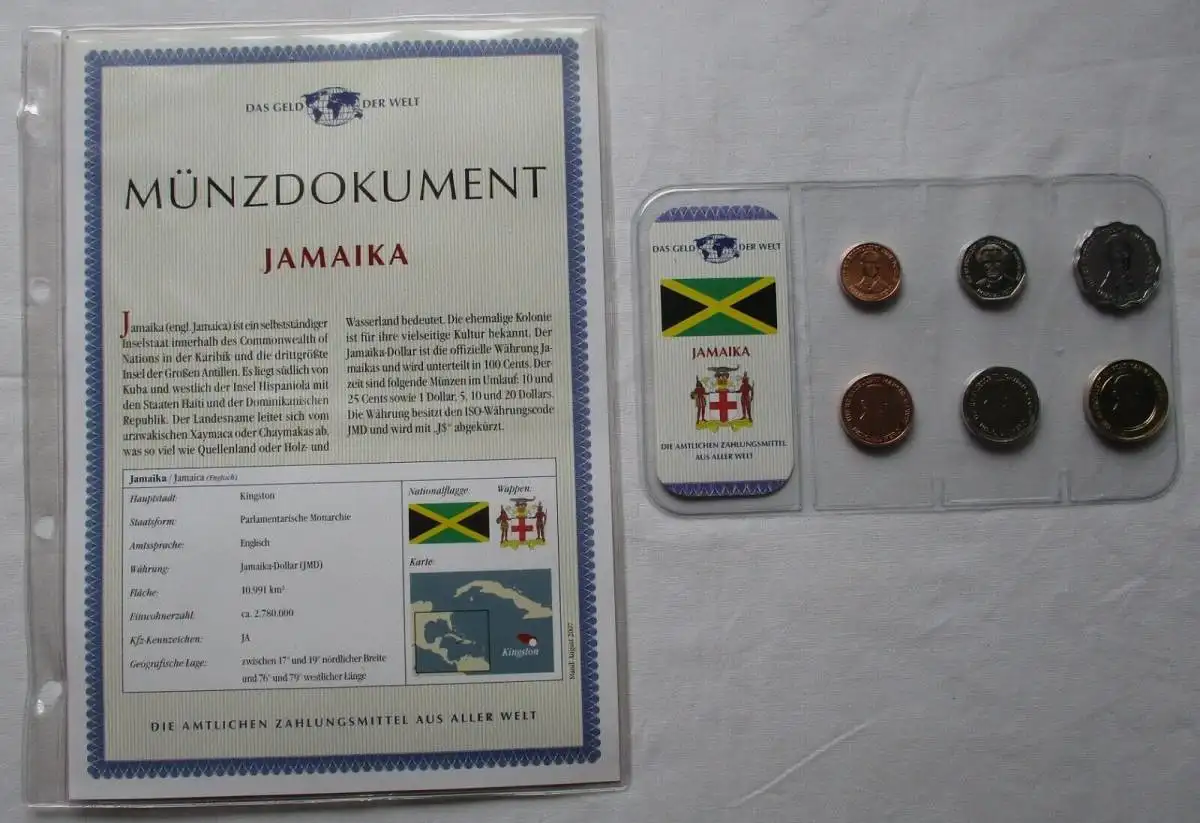 DAS GELD DER WELT
MÜNZDOKUMENT
JAMAIKA
Jamaika (engl. Jamaica) ist ein selbstständiger
Inselstaat innerhalb des Commonwealth of
Nations in der Karibik und die drittgrößte
Insel der Großen Antillen. Es liegt südlich von
Kuba und westlich der Insel Hispaniola mit
den Staaten Haiti und der Dominikanischen
Republik. Der Landesname leitet sich vom
arawakischen Xaymaca oder Chaymakas ab,
was so viel wie Quellenland oder Holz- und
Wasserland bedeutet. Die ehemalige Kolonie
ist für ihre vielseitige Kultur bekannt. Der
Jamaika-Dollar ist die offizielle Währung Ja-
maikas und wird unterteilt in 100 Cents. Der-
zeit sind folgende Münzen im Umlauf: 10 und
25 Cents sowie 1 Dollar, 5, 10 und 20 Dollars.
Die Währung besitzt den ISO-Währungscode
JMD und wird mit „J$“ abgekürzt.
Jamaika / Jamaica (Englisch)
Hauptstadt: Kingston
Staatsform: Parlamentarische Monarchie
Amtssprache: Englisch
Währung: Jamaika-Dollar (JMD)
Fläche: 10.991 km²
Einwohnerzahl: ca. 2.780.000
Kfz-Kennzeichen: JA
Geografische Lage: zwischen 17° und 19° nördlicher Breite
und 76° und 79° westlicher Länge
Nationalflagge: Wappen:
Karte:
Kingston
Stand: August 2007
DIE AMTLICHEN ZAHLUNGSMITTEL AUS ALLER WELT
DAS GELD DER WELT
JAMAIKA
DIE AMTLICHEN ZAHLUNGSMITTEL
AUS ALLER WELT